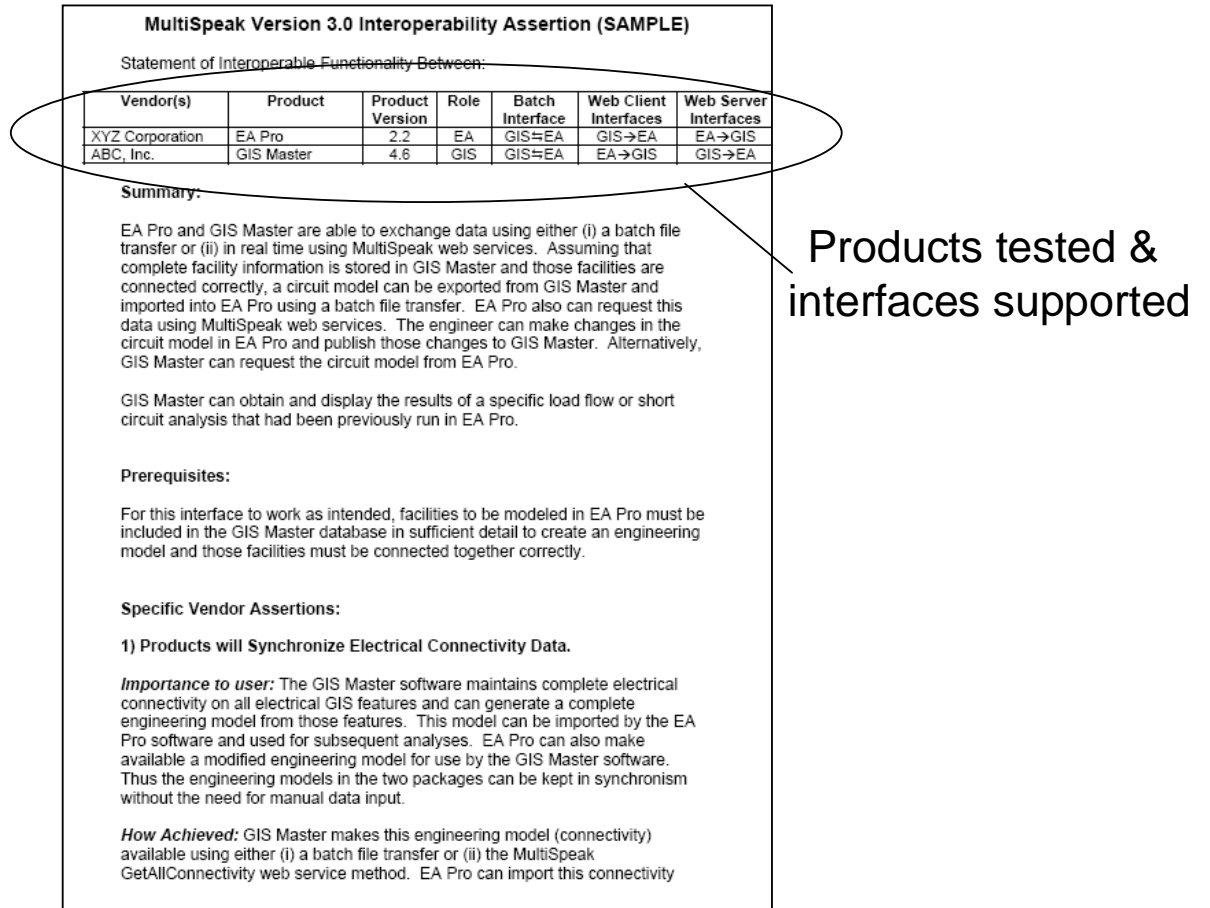 MultiSpeak Version 3.0 Interoperability Assertion (SAMPLE)
Statement of Interoperable Functionality Between:
Vendor(s) Product Product Version Role Batch Interface Web Client Interfaces Web Server Interfaces
XYZ Corporation EA Pro 2.2 EA GIS⇆EA GIS→EA EA→GIS
ABC, Inc. GIS Master 4.6 GIS GIS⇆EA EA→GIS GIS→EA
Summary:
EA Pro and GIS Master are able to exchange data using either (i) a batch file
transfer or (ii) in real time using MultiSpeak web services. Assuming that
complete facility information is stored in GIS Master and those facilities are
connected correctly, a circuit model can be exported from GIS Master and
imported into EA Pro using a batch file transfer. EA Pro also can request this
data using MultiSpeak web services. The engineer can make changes in the
circuit model in EA Pro and publish those changes to GIS Master. Alternatively,
GIS Master can request the circuit model from EA Pro.
GIS Master can obtain and display the results of a specific load flow or short
circuit analysis that had been previously run in EA Pro.
Prerequisites:
For this interface to work as intended, facilities to be modeled in EA Pro must be
included in the GIS Master database in sufficient detail to create an engineering
model and those facilities must be connected together correctly.
Specific Vendor Assertions:
1) Products will Synchronize Electrical Connectivity Data.
Importance to user: The GIS Master software maintains complete electrical
connectivity on all electrical GIS features and can generate a complete
engineering model from those features. This model can be imported by the EA
Pro software and used for subsequent analyses. EA Pro can also make
available a modified engineering model for use by the GIS Master software.
Thus the engineering models in the two packages can be kept in synchronism
without the need for manual data input.
How Achieved: GIS Master makes this engineering model (connectivity)
available using either (i) a batch file transfer or (ii) the MultiSpeak
GetAllConnectivity web service method. EA Pro can import this connectivity
Products tested &
interfaces supported